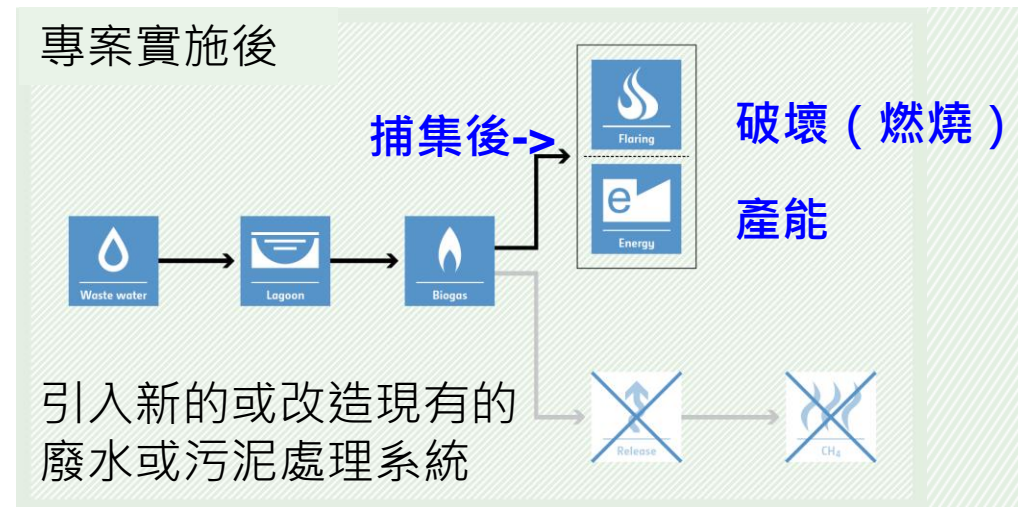 專案實施後
捕集後->
Flaring
破壞（燃燒）
Energy
產能
Waste water
Lagoon
Biogas
引入新的或改造現有的
廢水或污泥處理系統
Release
CH₄